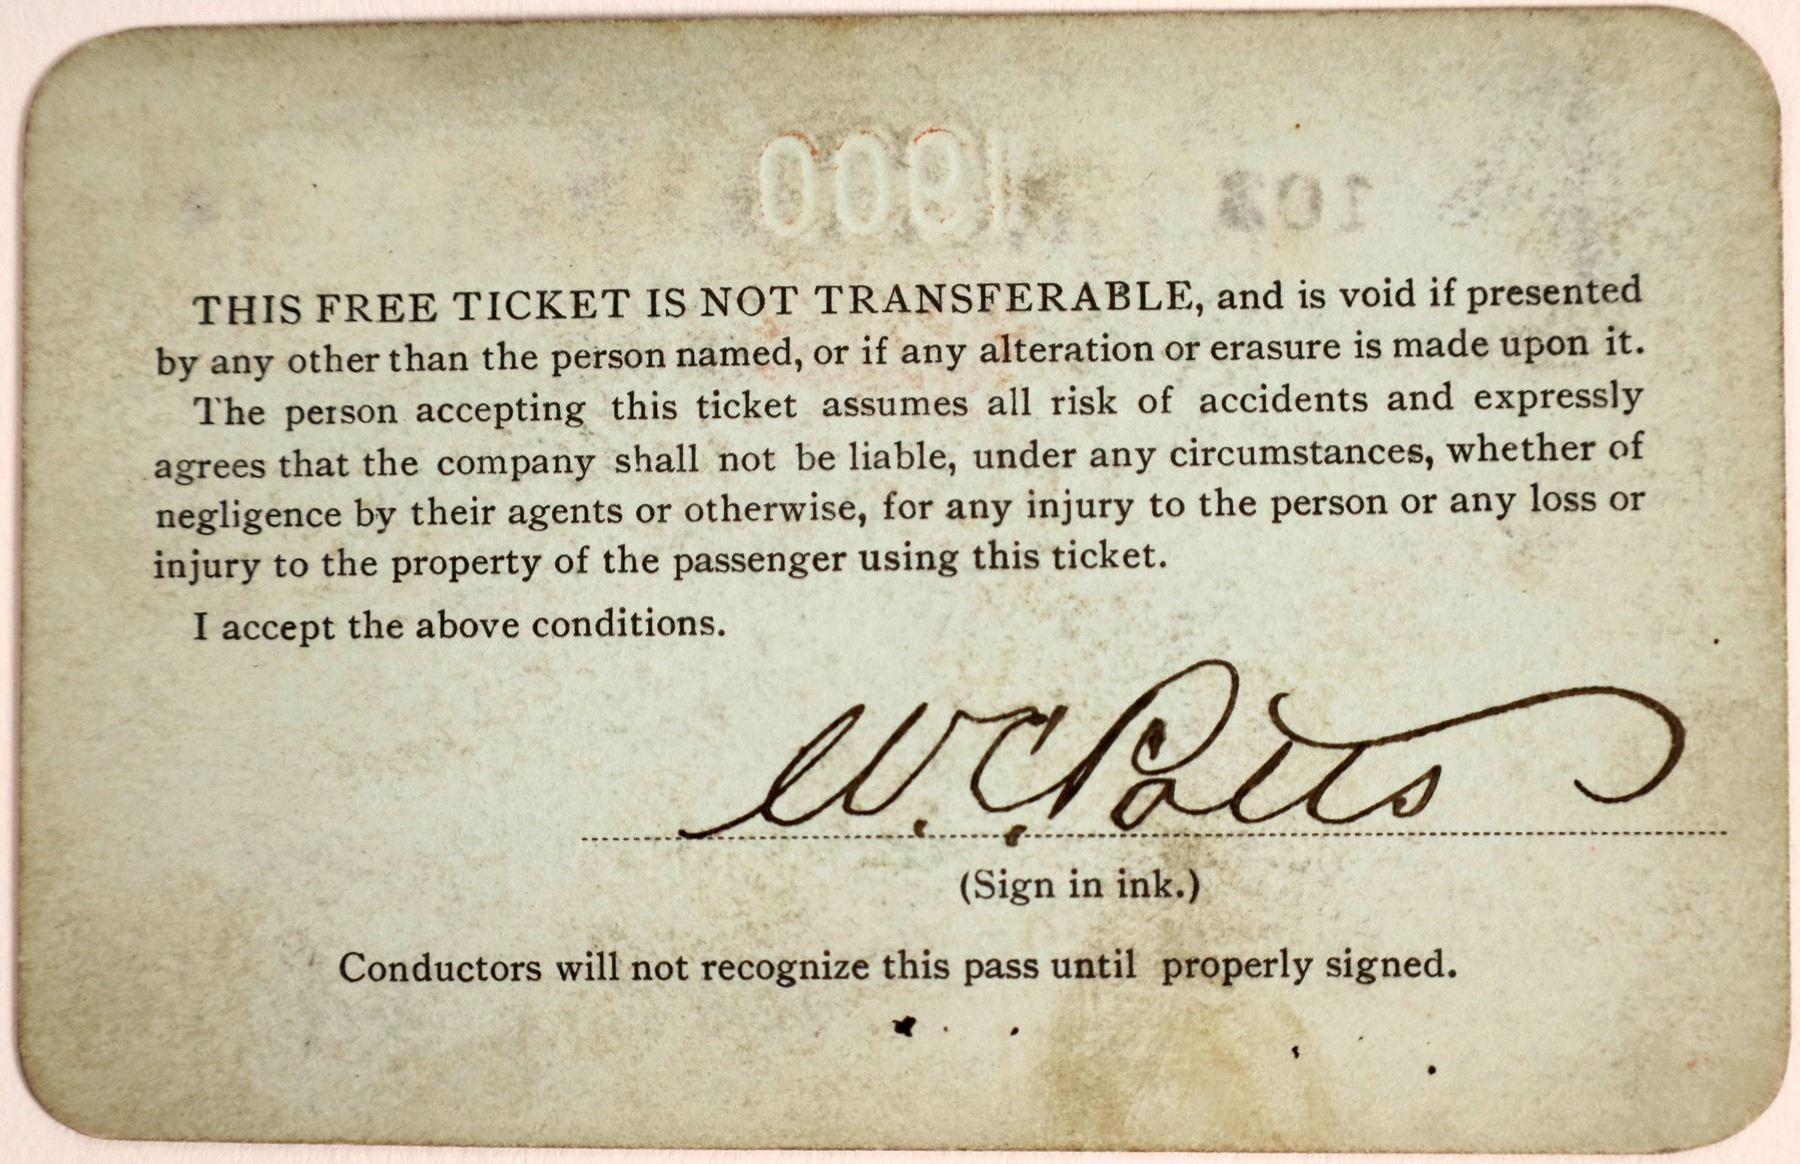 1900
THIS FREE TICKET IS NOT TRANSFERABLE, and is void if presented
by any other than the person named, or if any alteration or erasure is made upon it.
The person accepting this ticket assumes all risk of accidents and expressly
agrees that the company shall not be liable, under any circumstances, whether of
negligence by their agents or otherwise, for any injury to the person or any loss or
injury to the property of the passenger using this ticket.
I accept the above conditions.
W. C. Potts
(Sign in ink.)
Conductors will not recognize this pass until properly signed.